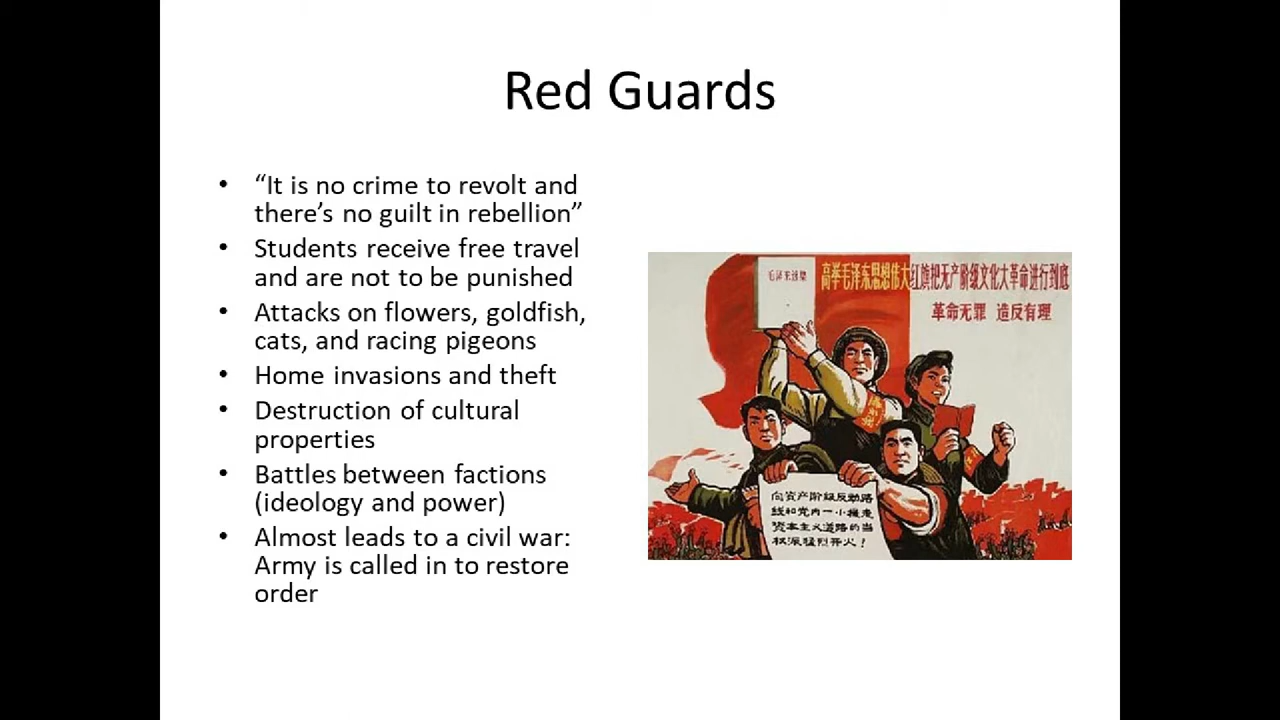 Red Guards
• “It is no crime to revolt and
there’s no guilt in rebellion”
• Students receive free travel
and are not to be punished
• Attacks on flowers, goldfish,
cats, and racing pigeons
• Home invasions and theft
• Destruction of cultural
properties
• Battles between factions
(ideology and power)
• Almost leads to a civil war:
Army is called in to restore
order
毛泽东选集
高举毛泽东思想伟大红旗把无产阶级文化大革命进行到底
革命无罪 造反有理
向资产阶级反动路
线和党内一小撮走
资本主义道路的当
权派猛烈开火!